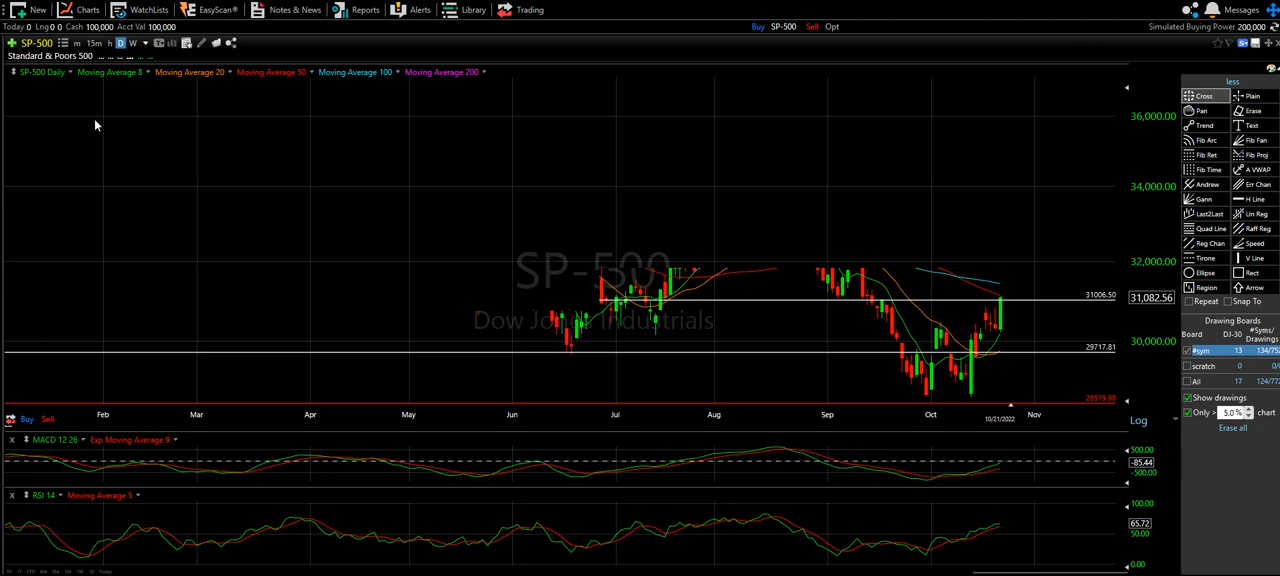 New Charts WatchLists EasyScan® Notes & News Reports Alerts Library Trading Messages
Today 0 Lng 0 0 Cash 100,000 Acct Val 100,000 Buy SP-500 Sell Opt Simulated Buying Power 200,000
SP-500 m 15m h D W
Standard & Poors 500
SP-500 Daily Moving Average 8 Moving Average 20 Moving Average 50 Moving Average 100 Moving Average 200
less
Cross Plain
Pan Erase
Trend Text
Fib Arc Fib Fan
Fib Ret Fib Proj
Fib Time A VWAP
Andrew Err Chan
Gann H Line
Last2Last Lin Reg
Quad Line Raff Reg
Reg Chan Speed
Tirone V Line
Ellipse Rect
Region Arrow
Repeat Snap To
Drawing Boards
Board DJ-30 #Syms/
Drawings
#sym 13 134/752
scratch 0 0/0
All 17 124/772
Show drawings
Only > 5.0 % chart
Erase all
36,000.00
34,000.00
32,000.00
31,082.56
30,000.00
SP-500
Dow Jones Industrials
31006.50
29717.81
28519.98
Buy Sell
Feb Mar Apr May Jun Jul Aug Sep Oct Nov
10/21/2022
Log
X MACD 12 26 Exp Moving Average 9
500.00
-85.44
-500.00
X RSI 14 Moving Average 5
100.00
65.72
50.00
0.00